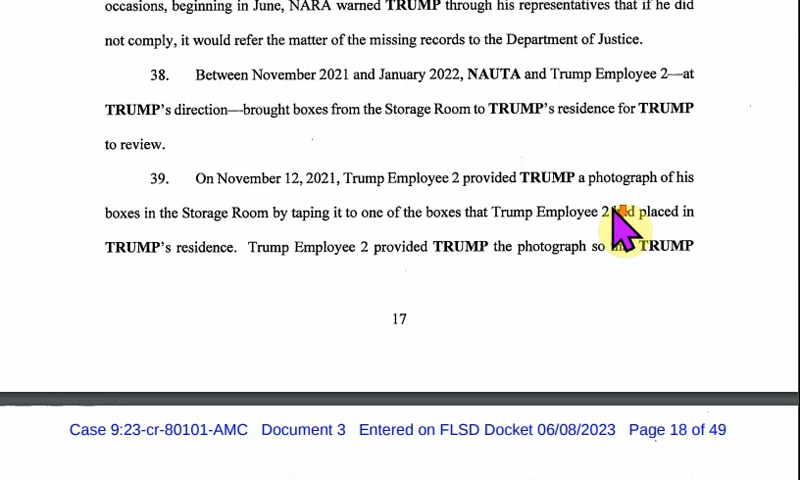 occasions, beginning in June, NARA warned TRUMP through his representatives that if he did
not comply, it would refer the matter of the missing records to the Department of Justice.
38. Between November 2021 and January 2022, NAUTA and Trump Employee 2—at
TRUMP's direction—brought boxes from the Storage Room to TRUMP's residence for TRUMP
to review.
39. On November 12, 2021, Trump Employee 2 provided TRUMP a photograph of his
boxes in the Storage Room by taping it to one of the boxes that Trump Employee 2 placed in
TRUMP's residence. Trump Employee 2 provided TRUMP the photograph so TRUMP
17
Case 9:23-cr-80101-AMC Document 3 Entered on FLSD Docket 06/08/2023 Page 18 of 49